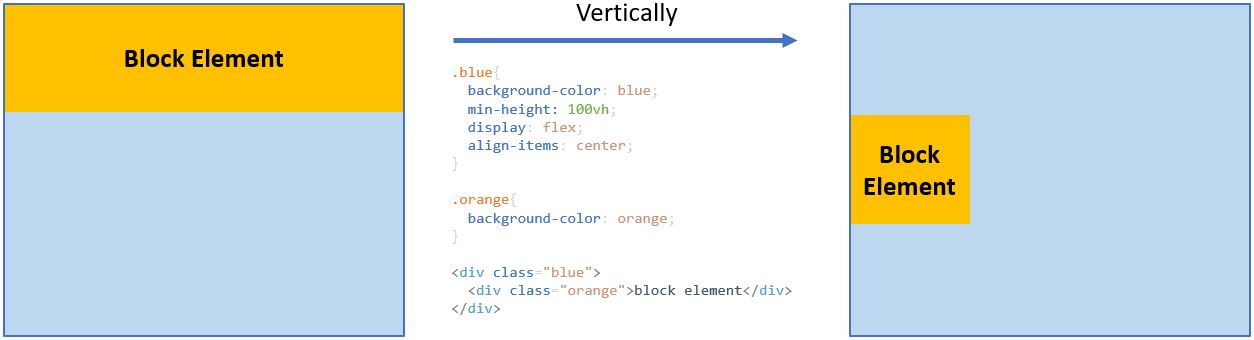 Block Element
Vertically
.blue{
  background-color: blue;
  min-height: 100vh;
  display: flex;
  align-items: center;
}
.orange{
  background-color: orange;
}
<div class="blue">
  <div class="orange">block element</div>
</div>
Block
Element